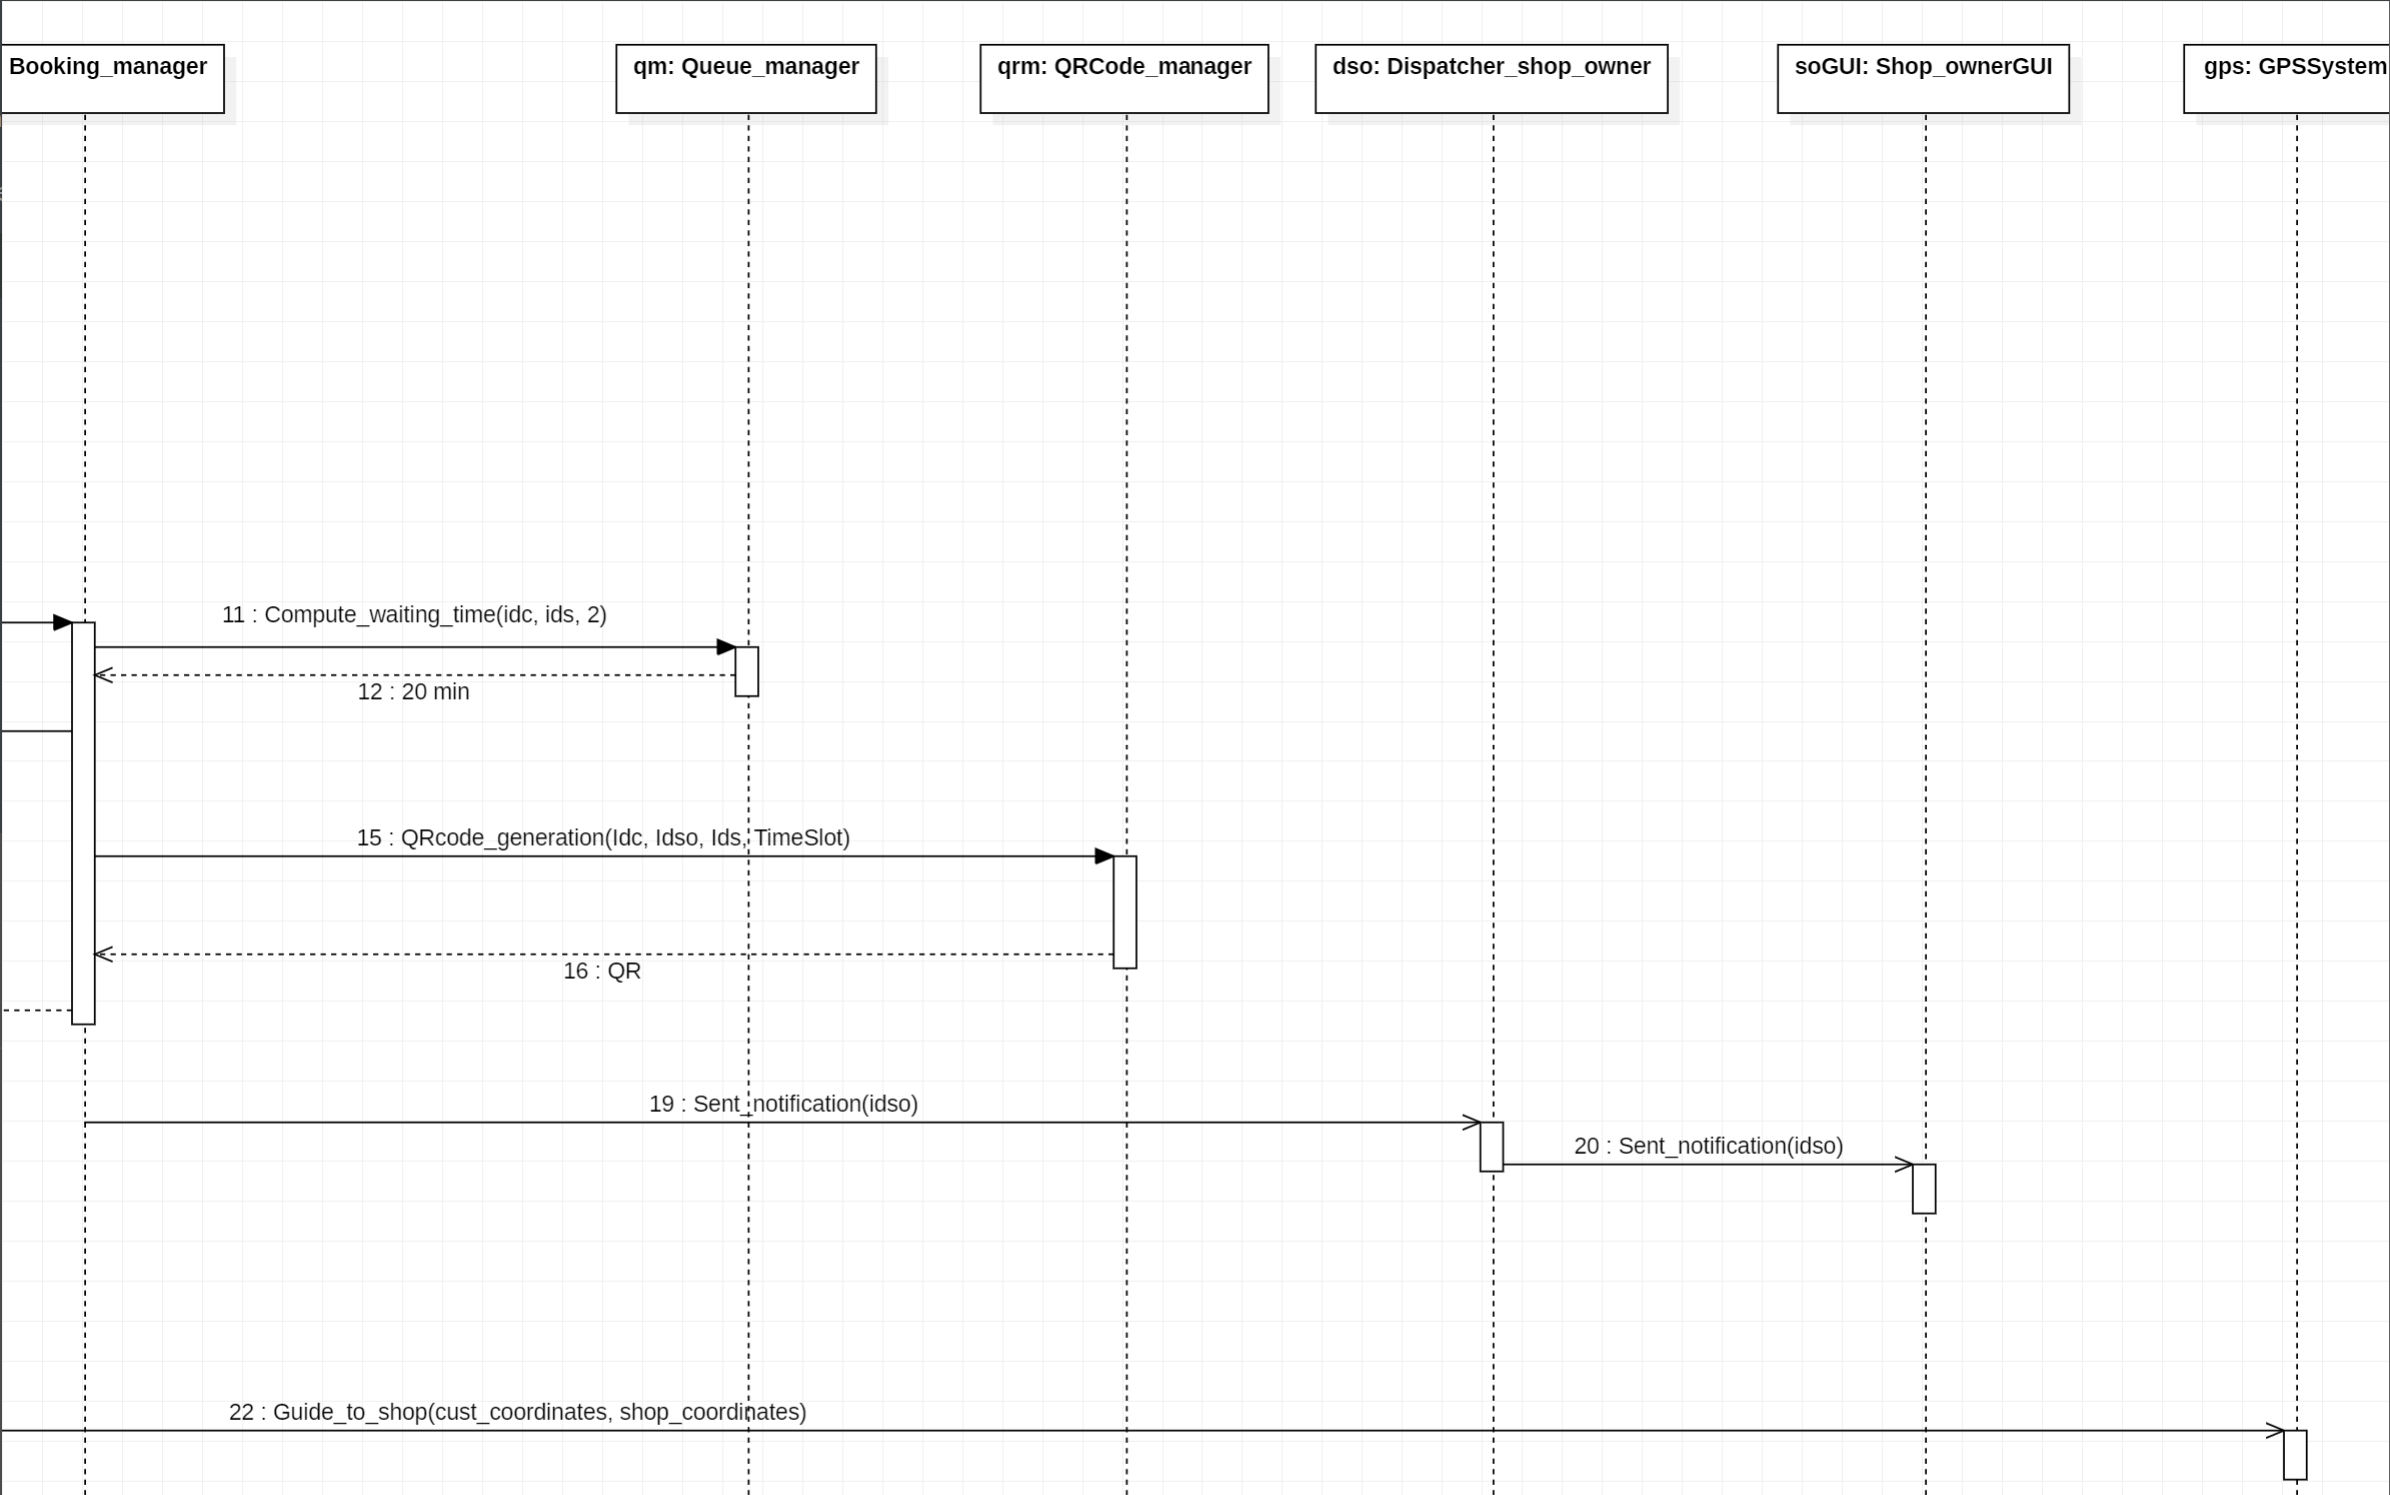 Booking_manager
qm: Queue_manager
qrm: QRCode_manager
dso: Dispatcher_shop_owner
soGUI: Shop_ownerGUI
gps: GPSSystem
11 : Compute_waiting_time(idc, ids, 2)
12 : 20 min
15 : QRcode_generation(Idc, Idso, Ids, TimeSlot)
16 : QR
19 : Sent_notification(idso)
20 : Sent_notification(idso)
22 : Guide_to_shop(cust_coordinates, shop_coordinates)